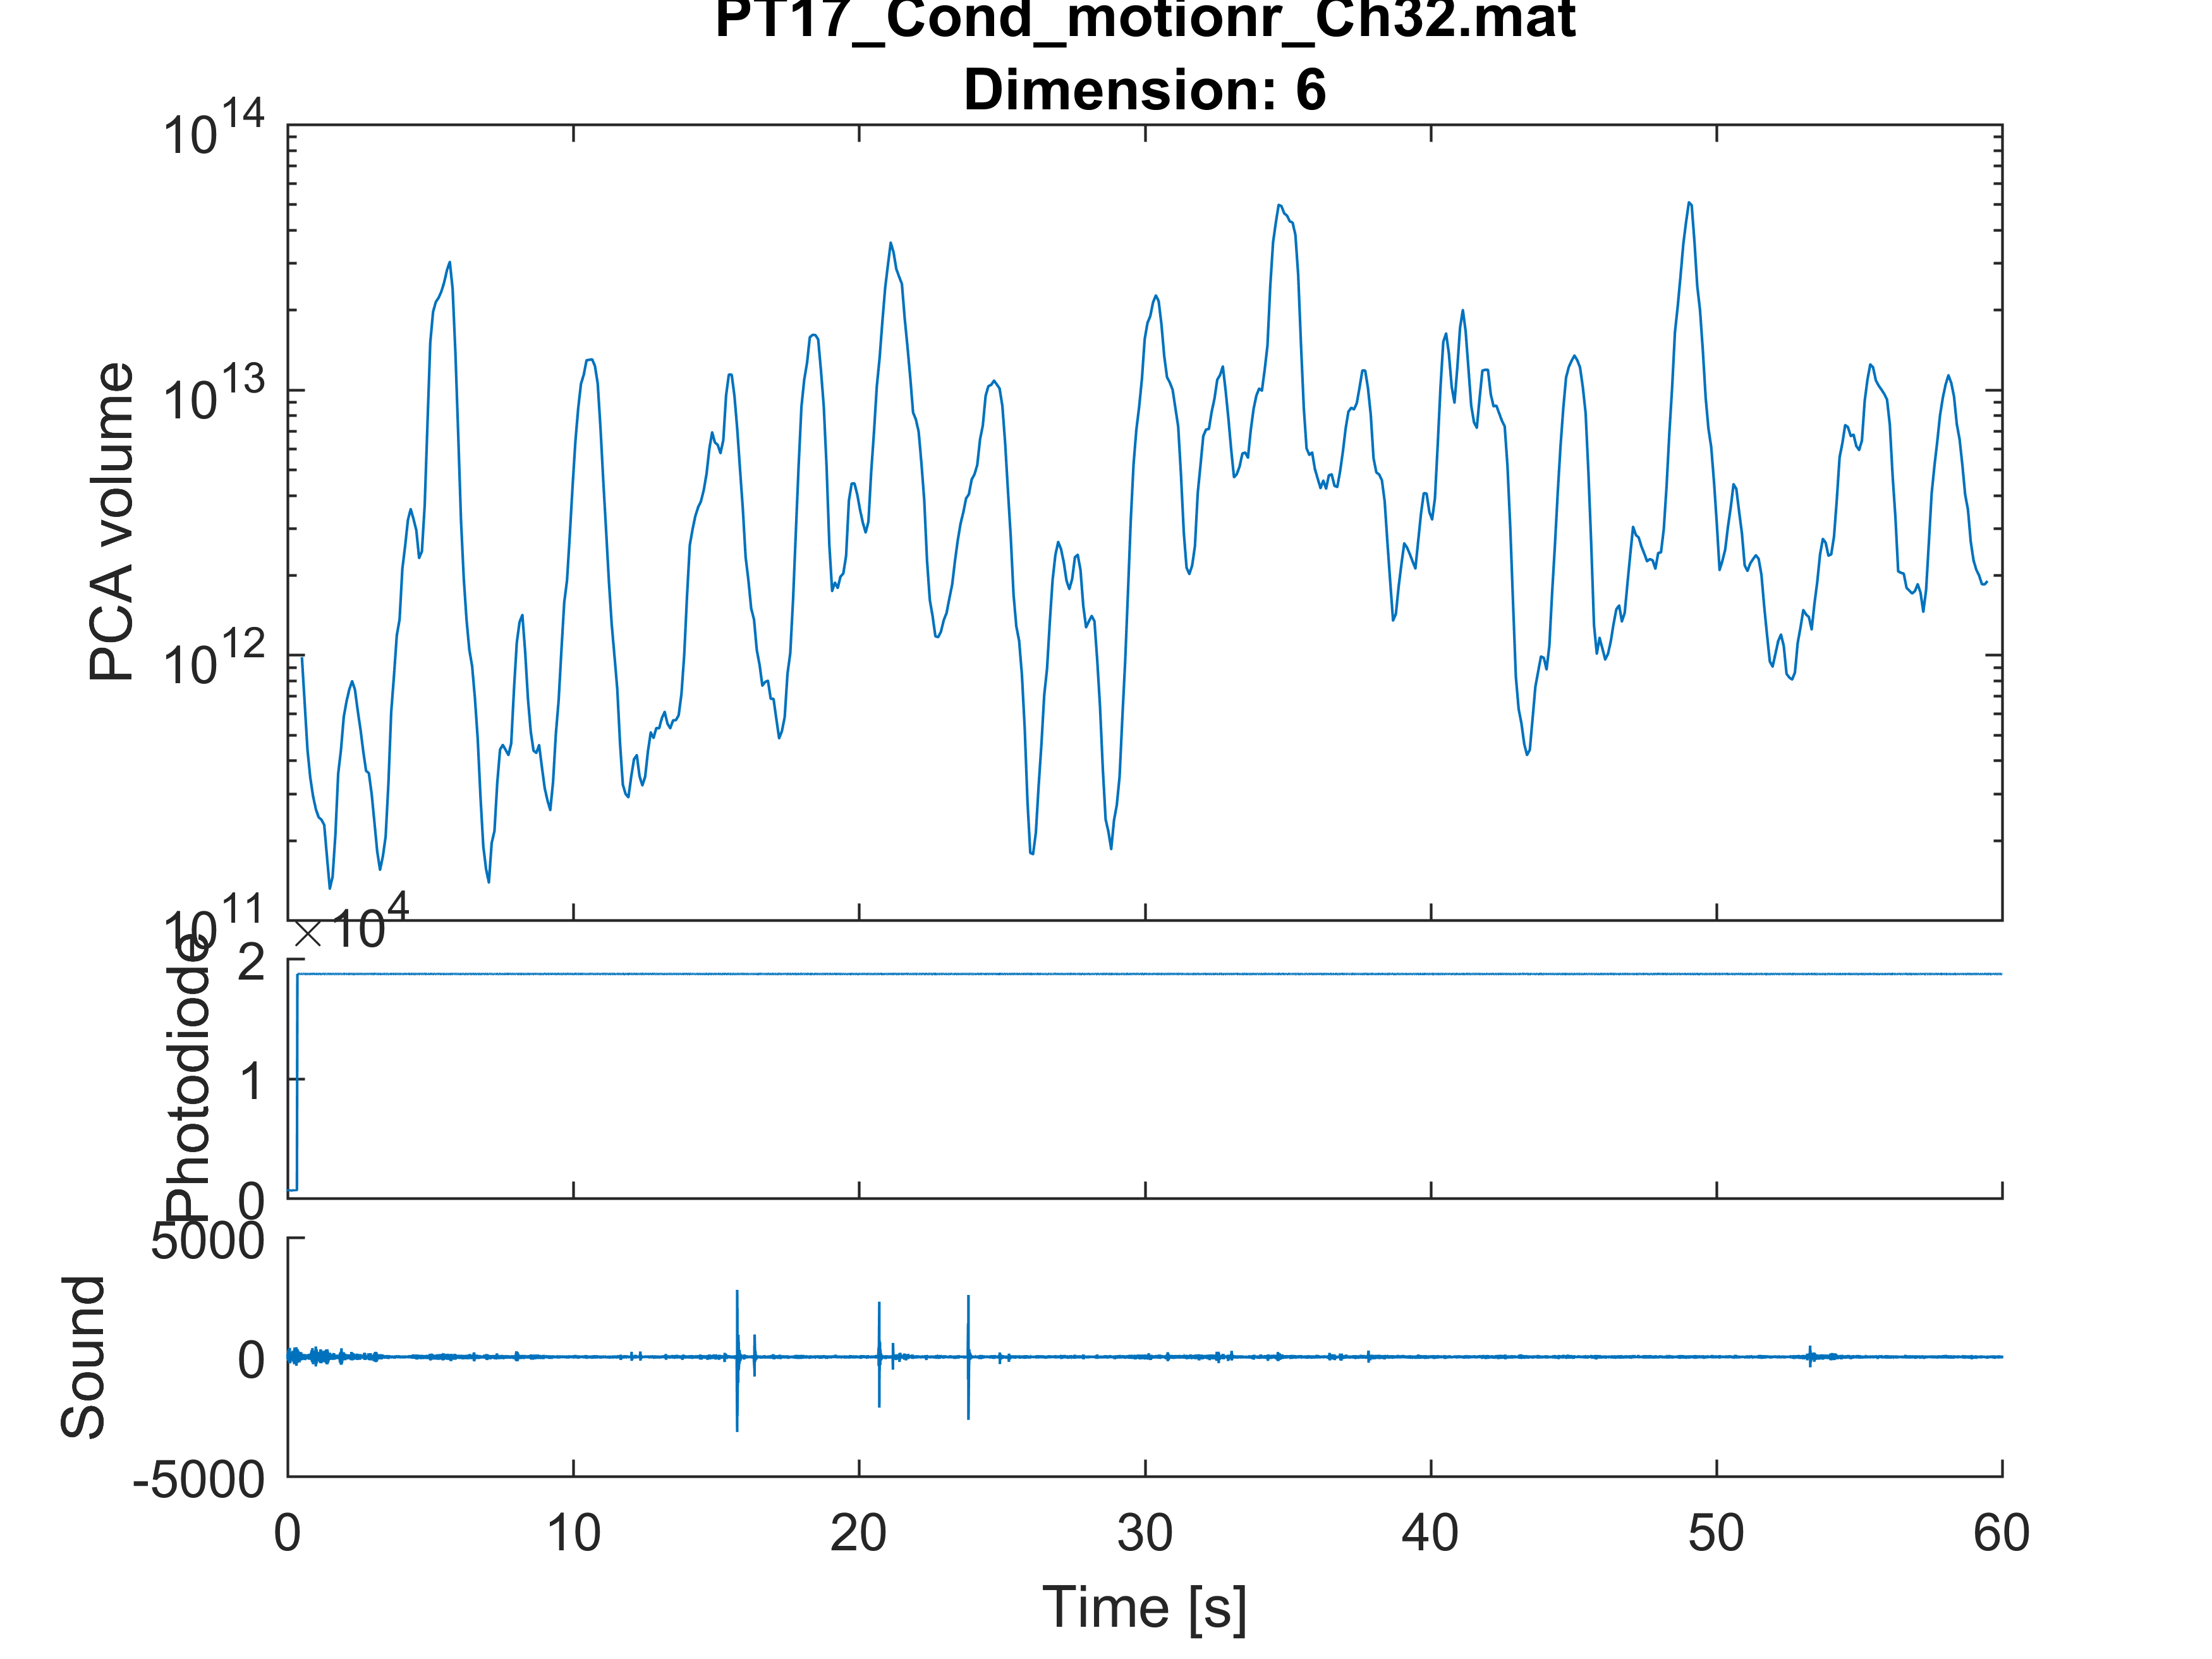 PT17_Cond_motionr_Ch32.mat
Dimension: 6
10^14
10^13
10^12
10^11
PCA volume
× 10^4
2
1
0
Photodiode
5000
0
-5000
Sound
0 10 20 30 40 50 60
Time [s]